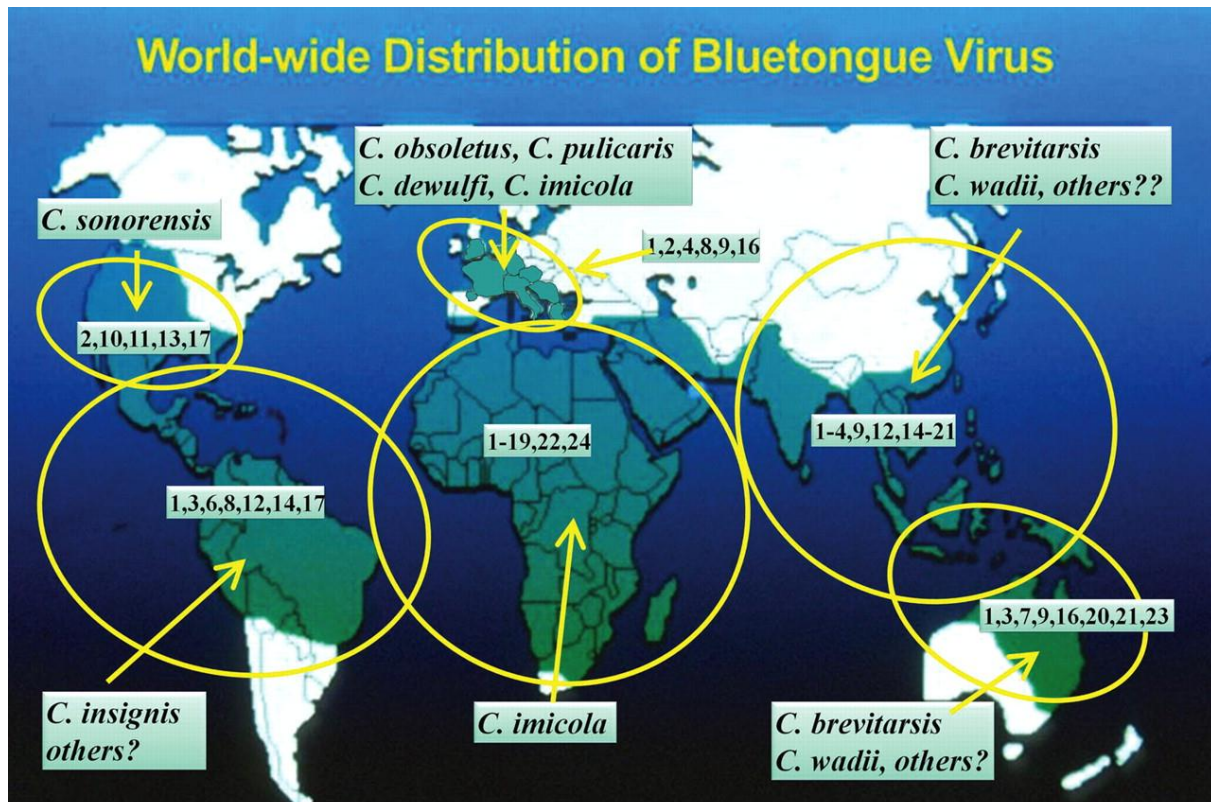 World-wide Distribution of Bluetongue Virus
C. obsoletus, C. pulicaris
C. dewulfi, C. imicola
C. brevitarsis
C. wadii, others??
C. sonorensis
1,2,4,8,9,16
2,10,11,13,17
1-19,22,24
1-4,9,12,14-21
1,3,6,8,12,14,17
1,3,7,9,16,20,21,23
C. insignis
others?
C. imicola
C. brevitarsis
C. wadii, others?